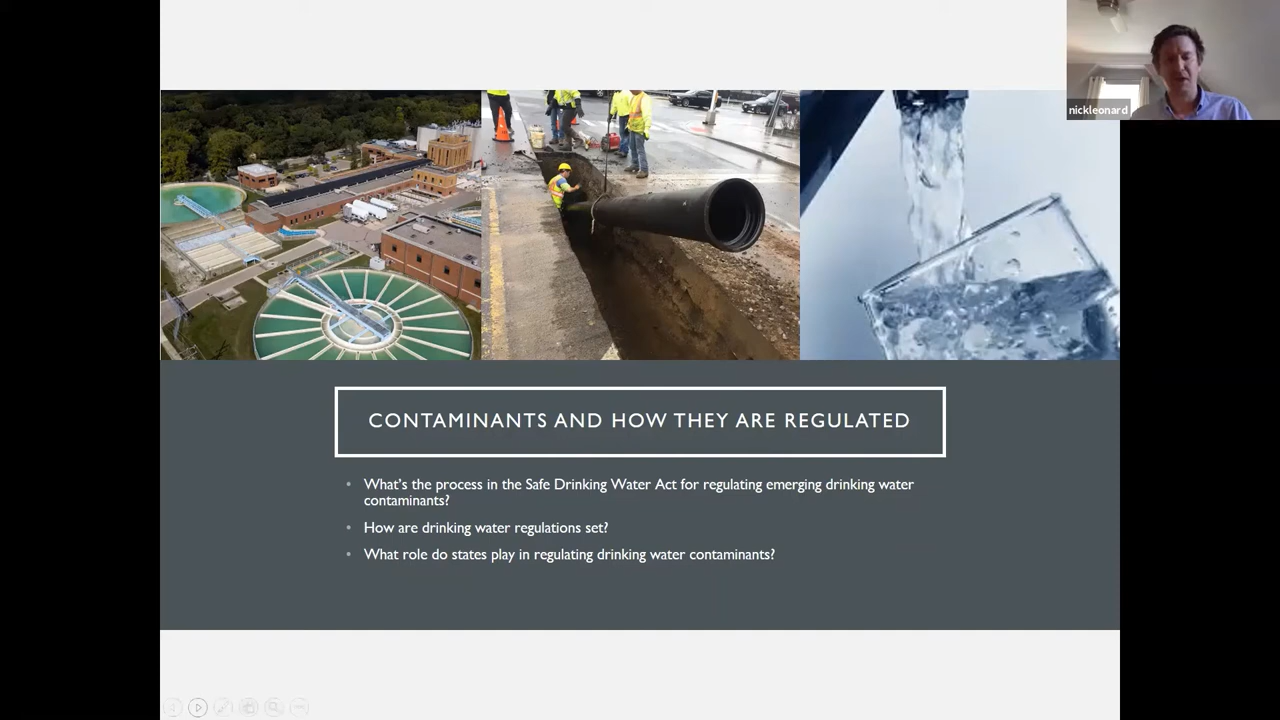 nickleonard
CONTAMINANTS AND HOW THEY ARE REGULATED
• What's the process in the Safe Drinking Water Act for regulating emerging drinking water
contaminants?
• How are drinking water regulations set?
• What role do states play in regulating drinking water contaminants?